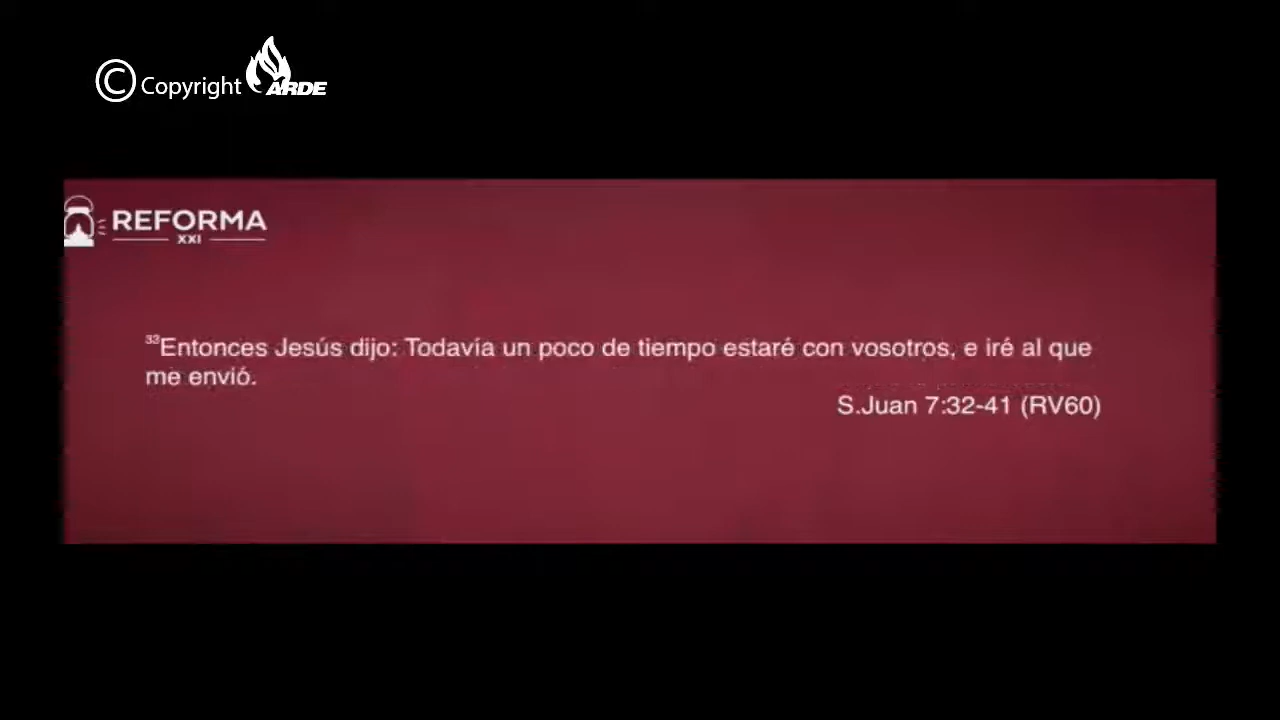 © Copyright ARDE
REFORMA
XXI
³³Entonces Jesús dijo: Todavía un poco de tiempo estaré con vosotros, e iré al que
me envió.
S.Juan 7:32-41 (RV60)